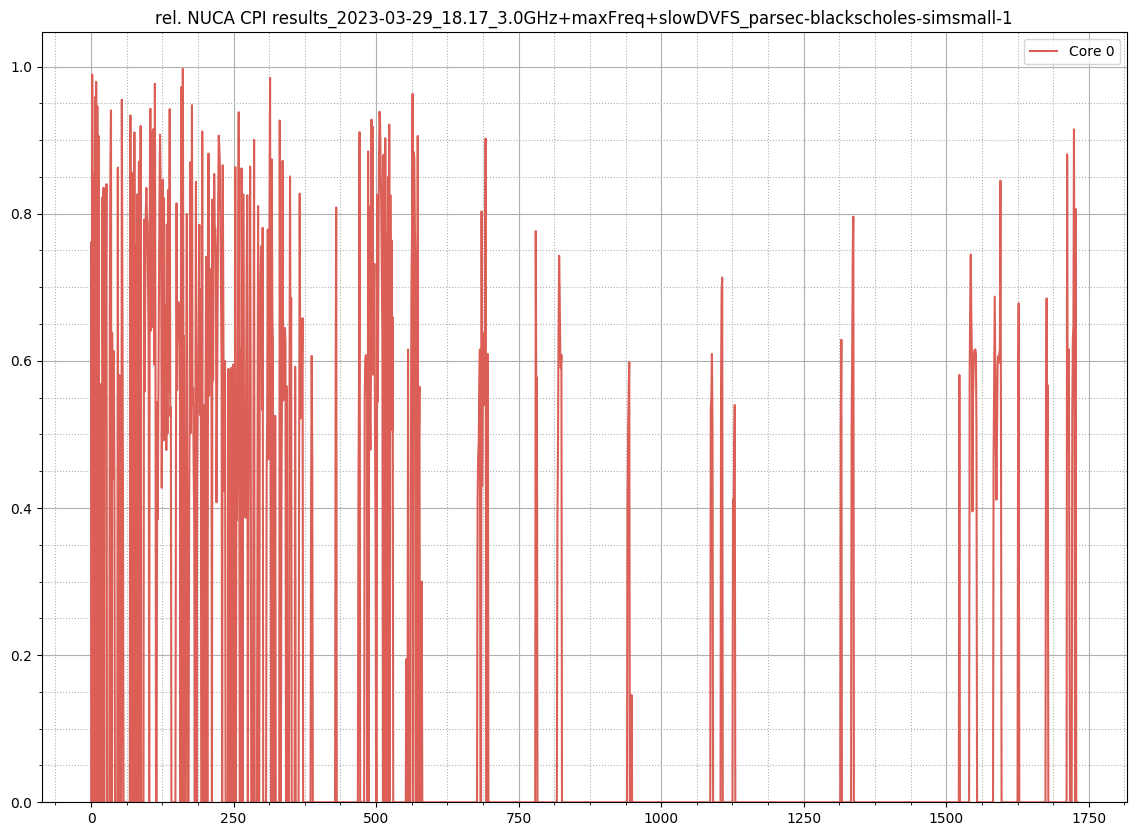 rel. NUCA CPI results_2023-03-29_18.17_3.0GHz+maxFreq+slowDVFS_parsec-blackscholes-simsmall-1
Core 0
1.0
0.8
0.6
0.4
0.2
0.0
0 250 500 750 1000 1250 1500 1750